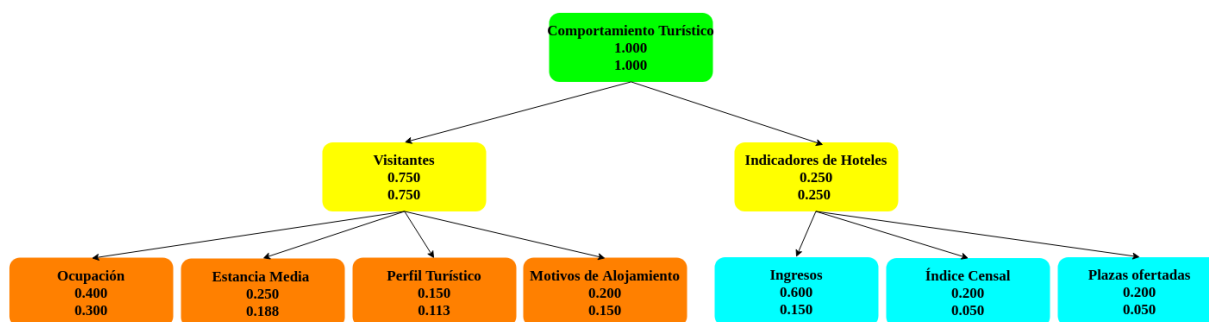 Comportamiento Turístico
1.000
1.000
Visitantes
0.750
0.750
Indicadores de Hoteles
0.250
0.250
Ocupación
0.400
0.300
Estancia Media
0.250
0.188
Perfil Turístico
0.150
0.113
Motivos de Alojamiento
0.200
0.150
Ingresos
0.600
0.150
Índice Censal
0.200
0.050
Plazas ofertadas
0.200
0.050